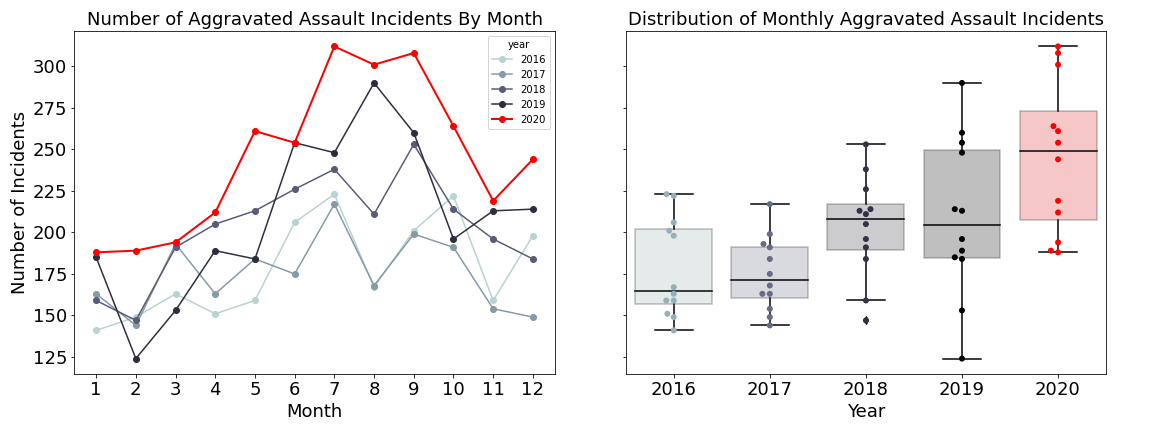 Number of Aggravated Assault Incidents By Month
Number of Incidents
300
275
250
225
200
175
150
125
year
2016
2017
2018
2019
2020
1 2 3 4 5 6 7 8 9 10 11 12
Month
Distribution of Monthly Aggravated Assault Incidents
2016 2017 2018 2019 2020
Year